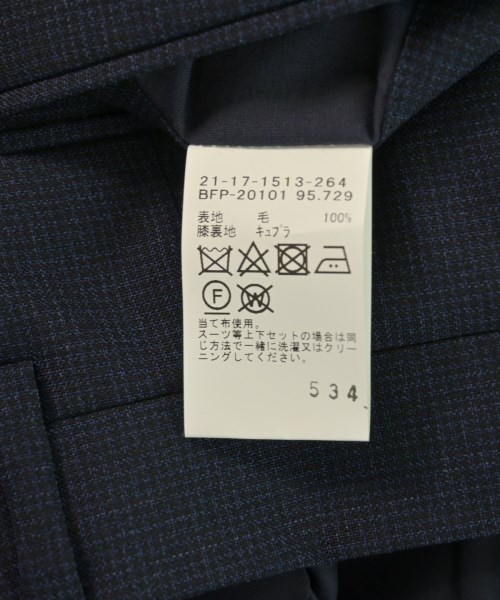 21-17-1513-264
BFP-20101 95.729
表地 毛 100%
膝裏地 キュプラ
F
W
当て布使用。
スーツ等上下セットの場合は同
じ方法で一緒に洗濯又はクリー
ニングしてください。
534